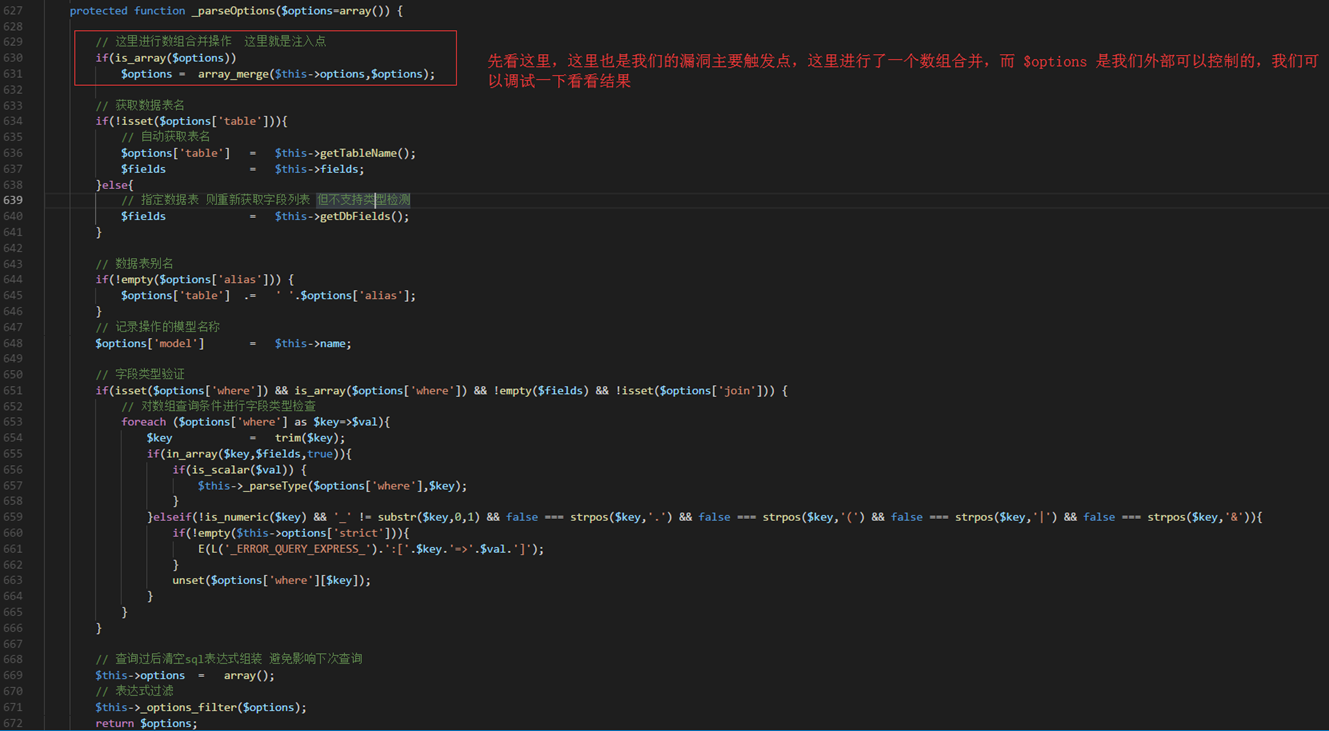 627 protected function _parseOptions($options=array()) {
628
629 // 这里进行数组合并操作 这里就是注入点
630 if(is_array($options))
631 $options = array_merge($this->options,$options);
先看这里，这里也是我们的漏洞主要触发点，这里进行了一个数组合并，而 $options 是我们外部可以控制的，我们可
以调试一下看看结果
632
633 // 获取数据表名
634 if(!isset($options['table'])){
635 // 自动获取表名
636 $options['table'] = $this->getTableName();
637 $fields = $this->fields;
638 }else{
639 // 指定数据表 则重新获取字段列表 但不支持类型检测
640 $fields = $this->getDbFields();
641 }
642
643 // 数据表别名
644 if(!empty($options['alias'])) {
645 $options['table'] .= ' '.$options['alias'];
646 }
647 // 记录操作的模型名称
648 $options['model'] = $this->name;
649
650 // 字段类型验证
651 if(isset($options['where']) && is_array($options['where']) && !empty($fields) && !isset($options['join'])) {
652 // 对数组查询条件进行字段类型检查
653 foreach ($options['where'] as $key=>$val){
654 $key = trim($key);
655 if(in_array($key,$fields,true)){
656 if(is_scalar($val)) {
657 $this->_parseType($options['where'],$key);
658 }
659 }elseif(!is_numeric($key) && '_' != substr($key,0,1) && false === strpos($key,'.') && false === strpos($key,'(') && false === strpos($key,'|') && false === strpos($key,'&')){
660 if(!empty($this->options['strict'])){
661 E(L('_ERROR_QUERY_EXPRESS_').':['.$key.'=>'.$val.']');
662 }
663 unset($options['where'][$key]);
664 }
665 }
666 }
667
668 // 查询过后清空sql表达式组装 避免影响下次查询
669 $this->options = array();
670 // 表达式过滤
671 $this->_options_filter($options);
672 return $options;